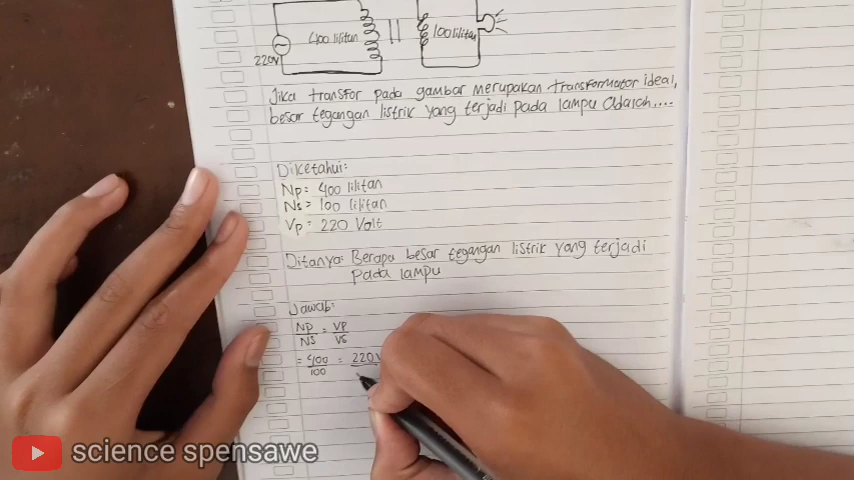 400 lilitan
100 lilitan
220V
Jika transfor pada gambar merupakan transformator ideal,
besar tegangan listrik yang terjadi pada lampu adalah....
Diketahui:
Np = 400 lilitan
Ns = 100 lilitan
Vp = 220 Volt
Ditanya: Berapa besar tegangan listrik yang terjadi
pada lampu
Jawab:
Np/Ns = Vp/Vs
= 400/100 = 220
science spensawe